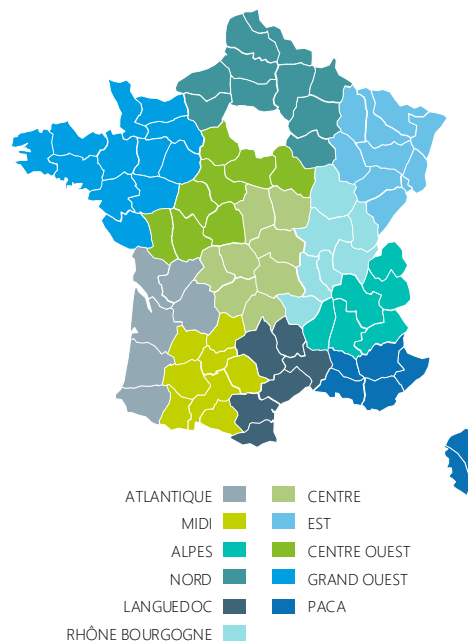 ATLANTIQUE
CENTRE
MIDI
EST
ALPES
CENTRE OUEST
NORD
GRAND OUEST
LANGUEDOC
PACA
RHÔNE BOURGOGNE